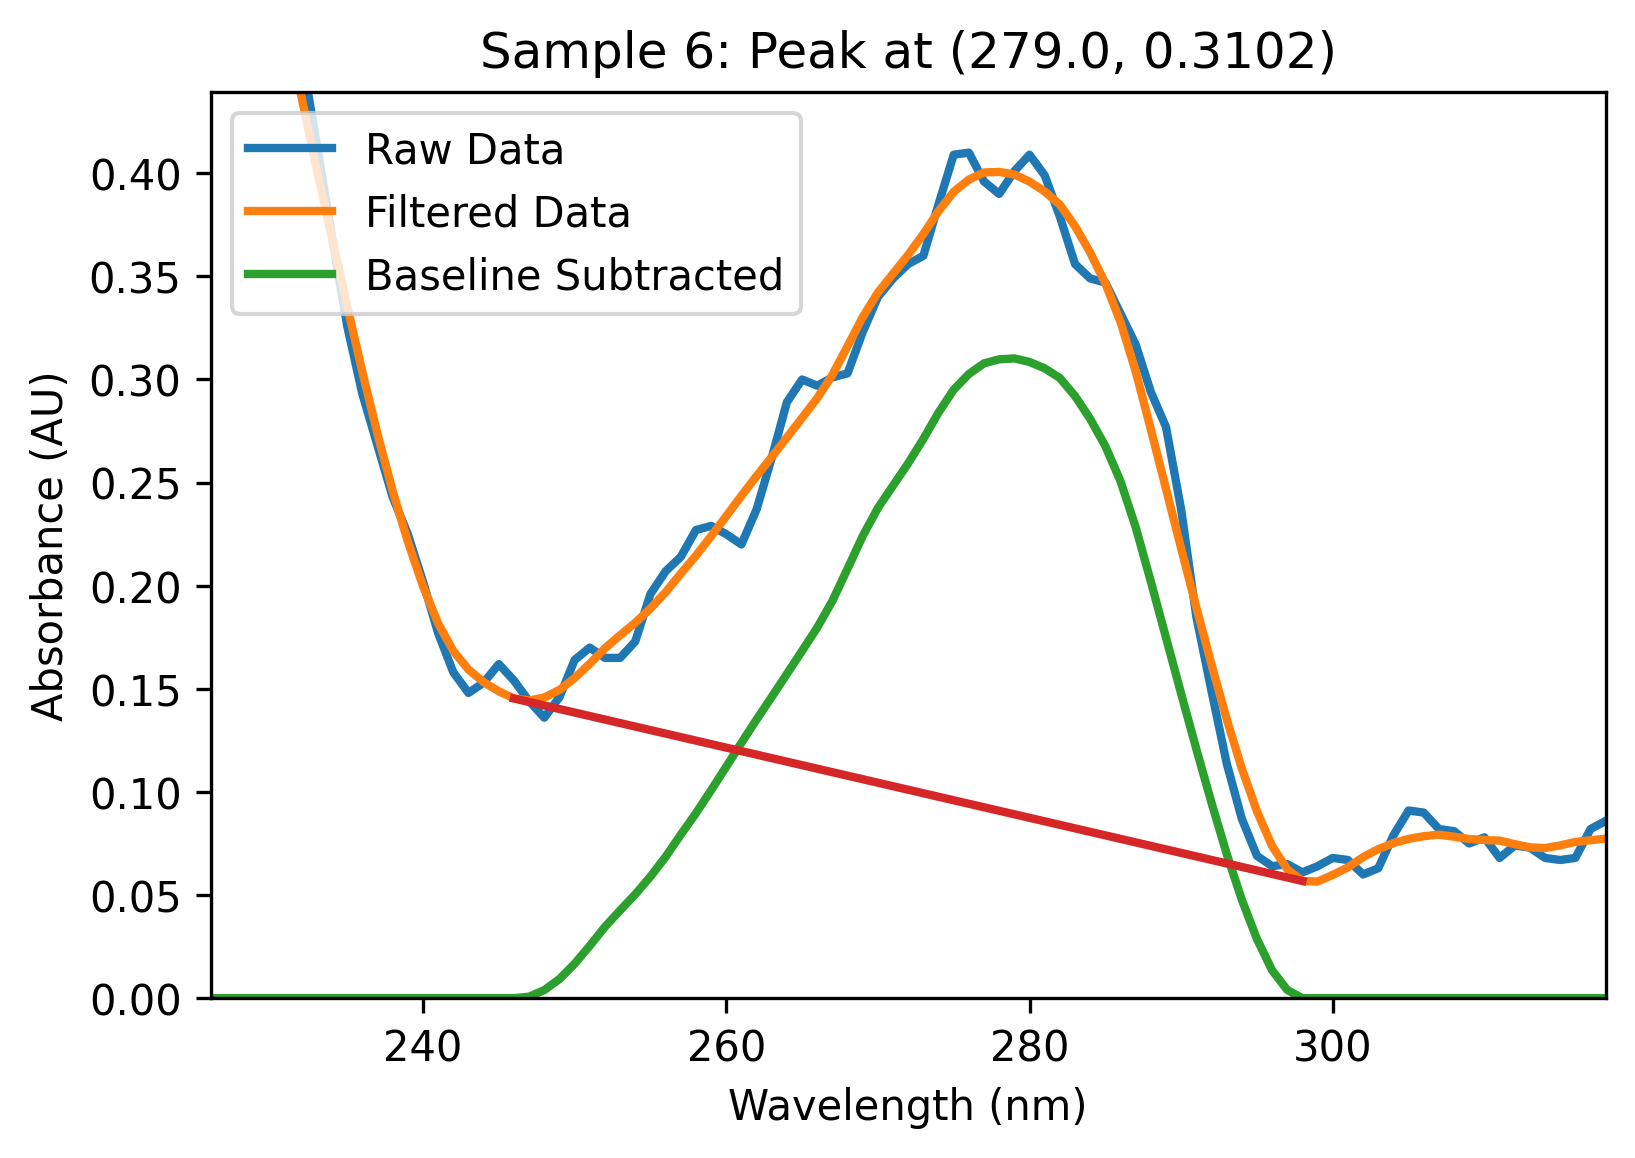 Sample 6: Peak at (279.0, 0.3102)
Raw Data
Filtered Data
Baseline Subtracted
Absorbance (AU)
0.40
0.35
0.30
0.25
0.20
0.15
0.10
0.05
0.00
240 260 280 300
Wavelength (nm)